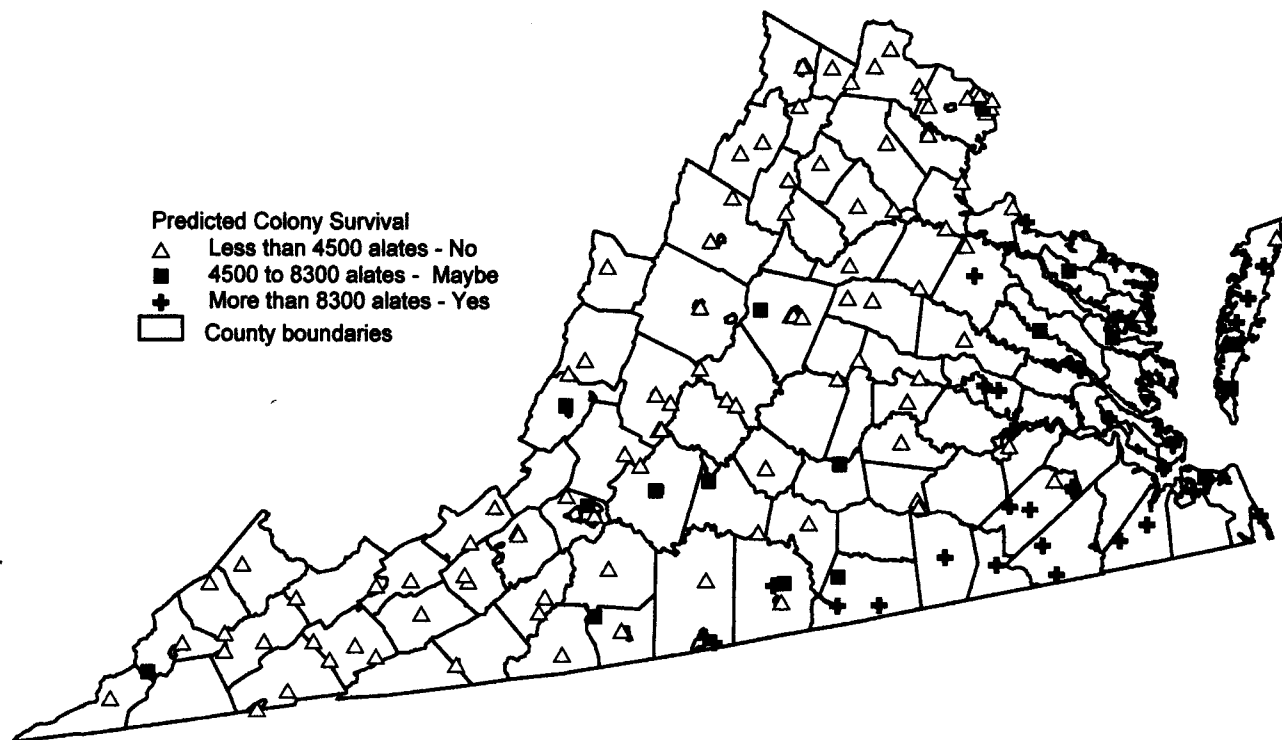 Predicted Colony Survival
Less than 4500 alates - No
4500 to 8300 alates - Maybe
More than 8300 alates - Yes
County boundaries